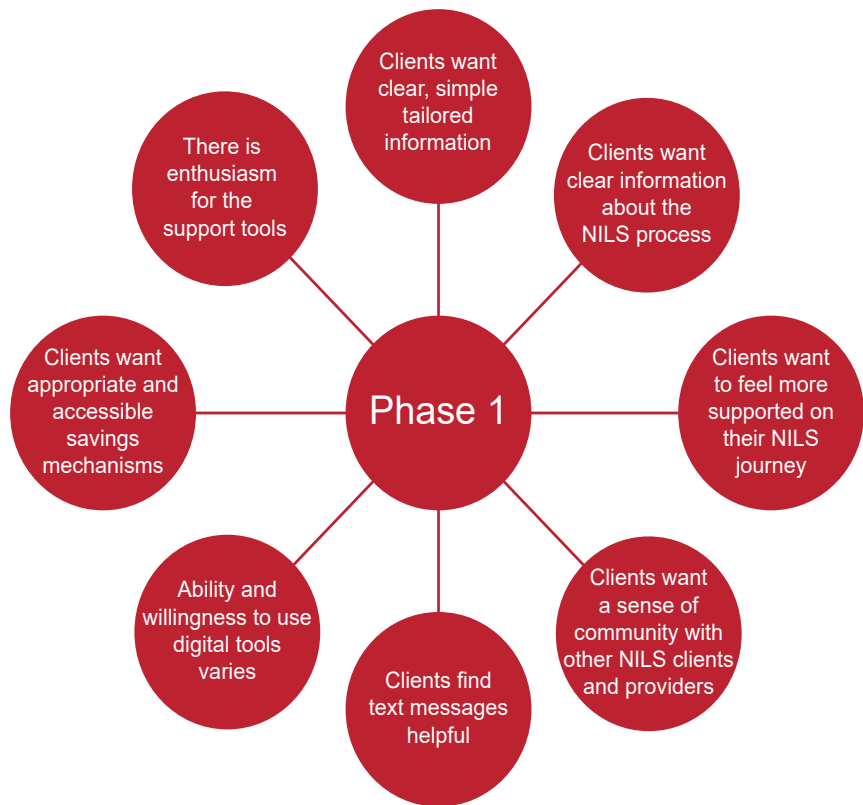 Clients want
clear, simple
tailored
information
Clients want
clear information
about the
NILS process
Clients want
to feel more
supported on
their NILS
journey
Clients want
a sense of
community with
other NILS clients
and providers
Clients find
text messages
helpful
Ability and
willingness to use
digital tools
varies
Clients want
appropriate and
accessible
savings
mechanisms
There is
enthusiasm
for the
support tools
Phase 1